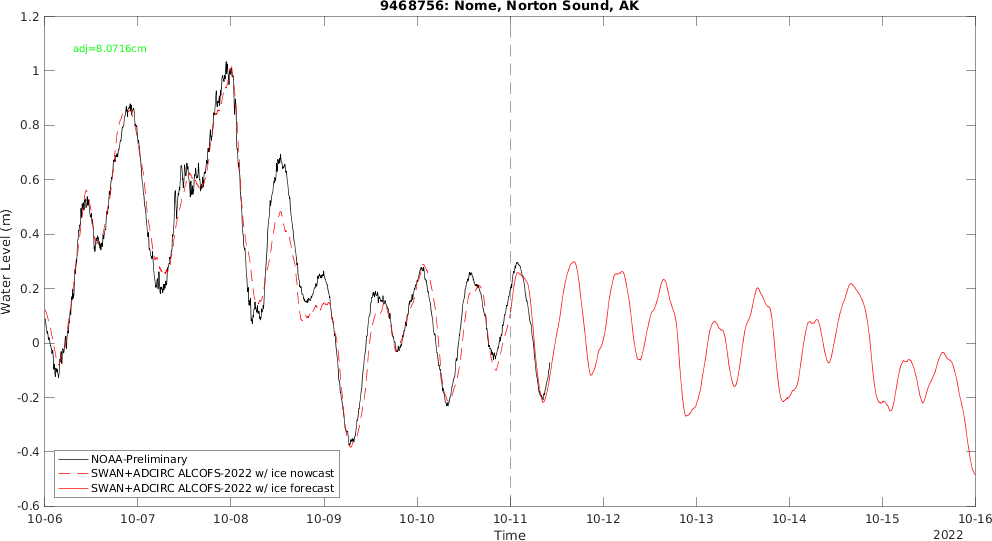 9468756: Nome, Norton Sound, AK
adj=8.0716cm
Water Level (m)
1.2
1
0.8
0.6
0.4
0.2
0
-0.2
-0.4
-0.6
NOAA-Preliminary
SWAN+ADCIRC ALCOFS-2022 w/ ice nowcast
SWAN+ADCIRC ALCOFS-2022 w/ ice forecast
10-06 10-07 10-08 10-09 10-10 10-11 10-12 10-13 10-14 10-15 10-16
Time
2022